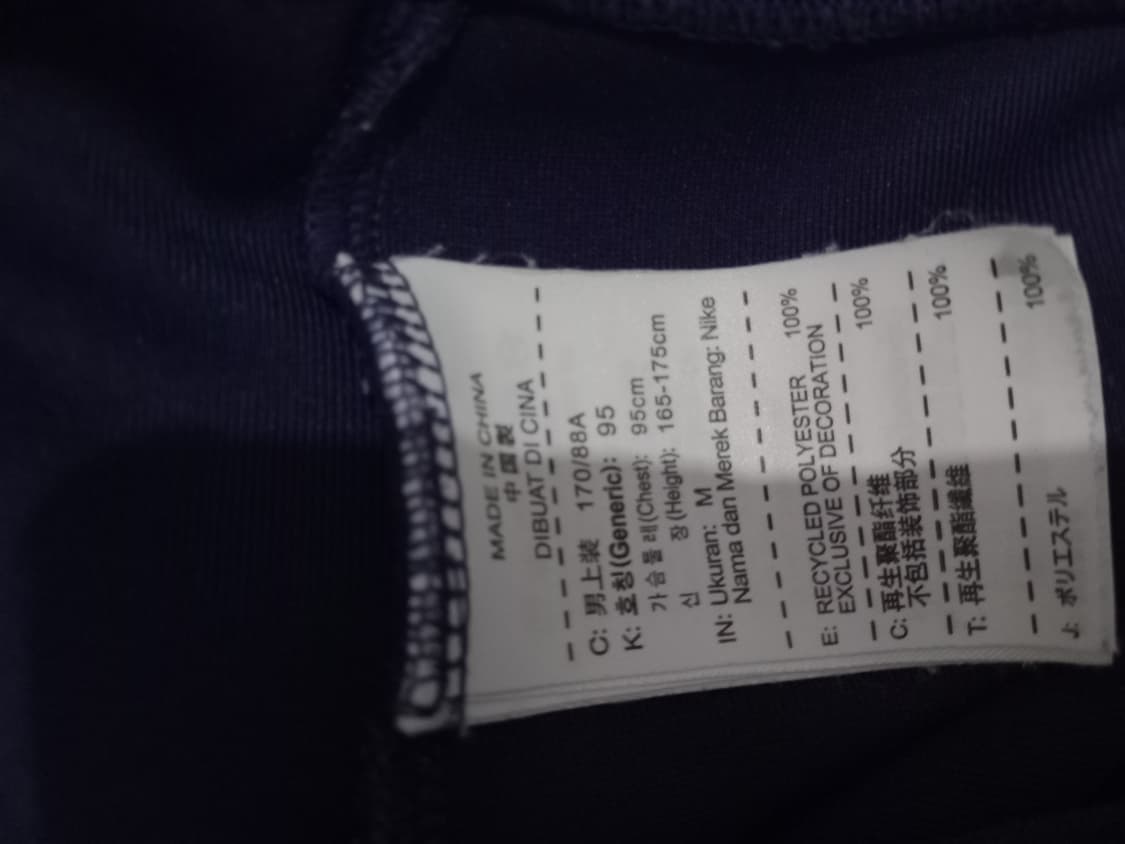 MADE IN CHINA
中国製
DIBUAT DI CINA
C: 男上装 170/88A
K: 호칭(Generic): 95
가슴둘레(Chest): 95cm
신장(Height): 165-175cm
IN: Ukuran: M
Nama dan Merek Barang: Nike
E: RECYCLED POLYESTER 100%
EXCLUSIVE OF DECORATION
C: 再生聚酯纤维 100%
不包括装饰部分
T: 再生聚酯纖維 100%
J: ポリエステル 100%